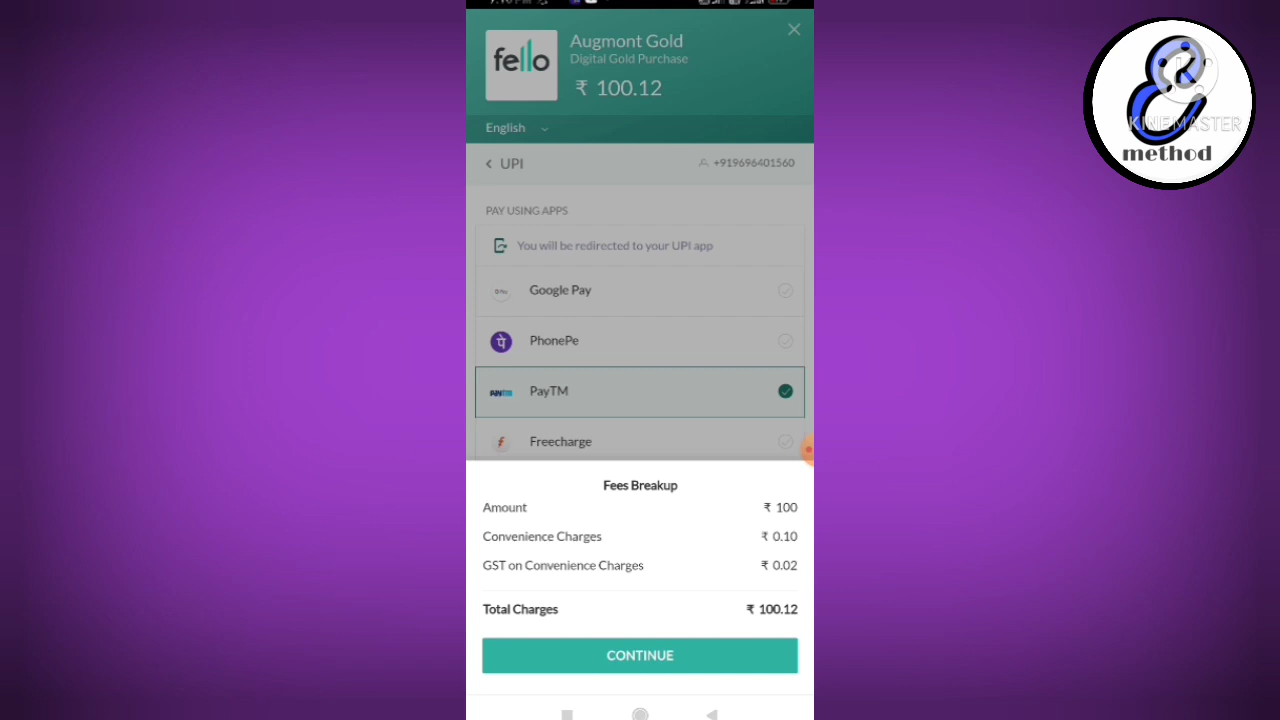 fello
Augmont Gold
Digital Gold Purchase
₹ 100.12
English
UPI
+919696401560
PAY USING APPS
You will be redirected to your UPI app
Google Pay
पे
PhonePe
PayTM
Freecharge
Fees Breakup
Amount ₹ 100
Convenience Charges ₹ 0.10
GST on Convenience Charges ₹ 0.02
Total Charges ₹ 100.12
CONTINUE
K
KINEMASTER
method